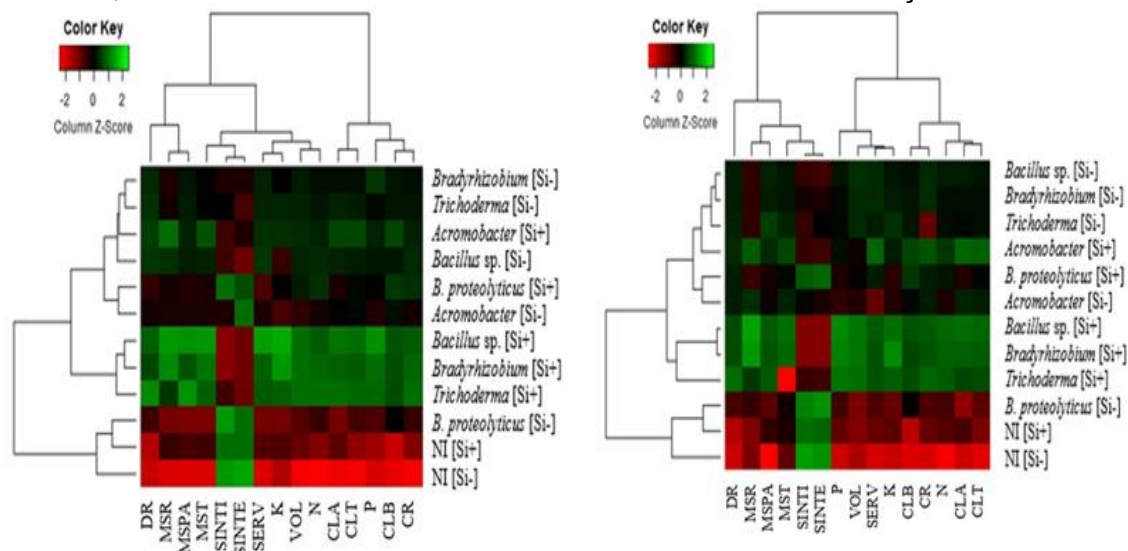 Color Key
-2 0 2
Column Z-Score
Bradyrhizobium [Si-]
Trichoderma [Si-]
Acromobacter [Si+]
Bacillus sp. [Si-]
B. proteolyticus [Si+]
Acromobacter [Si-]
Bacillus sp. [Si+]
Bradyrhizobium [Si+]
Trichoderma [Si+]
B. proteolyticus [Si-]
NI [Si+]
NI [Si-]
DR MSR MSPA MST SINTI SINTE SERV K VOL N CLA CLT P CLB CR
Color Key
-2 0 2
Column Z-Score
Bacillus sp. [Si-]
Bradyrhizobium [Si-]
Trichoderma [Si-]
Acromobacter [Si+]
B. proteolyticus [Si+]
Acromobacter [Si-]
Bacillus sp. [Si+]
Bradyrhizobium [Si+]
Trichoderma [Si+]
B. proteolyticus [Si-]
NI [Si+]
NI [Si-]
DR MSR MSPA MST SINTI SINTE P VOL SERV K CLB CR N CLA CLT